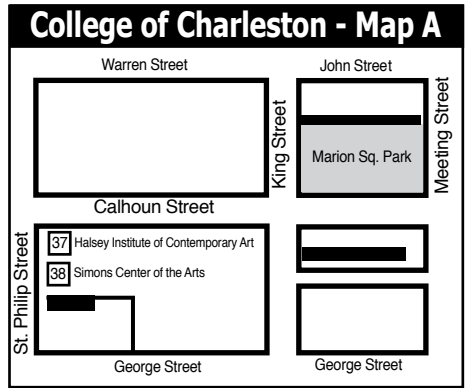 College of Charleston - Map A
Warren Street
John Street
King Street
Meeting Street
Marion Sq. Park
Calhoun Street
St. Philip Street
37 Halsey Institute of Contemporary Art
38 Simons Center of the Arts
George Street
George Street